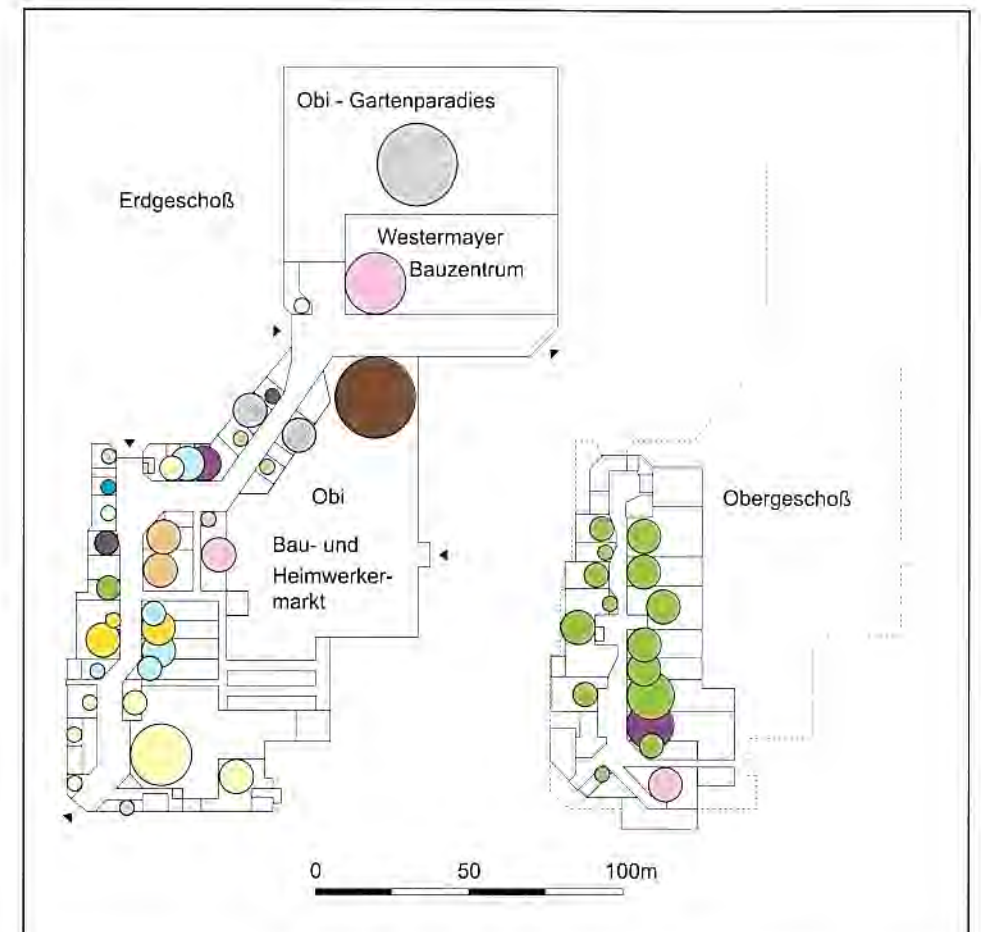 Obi - Gartenparadies
Erdgeschoß
Westermayer
Bauzentrum
Obi
Bau- und
Heimwerker-
markt
Obergeschoß
0 50 100m